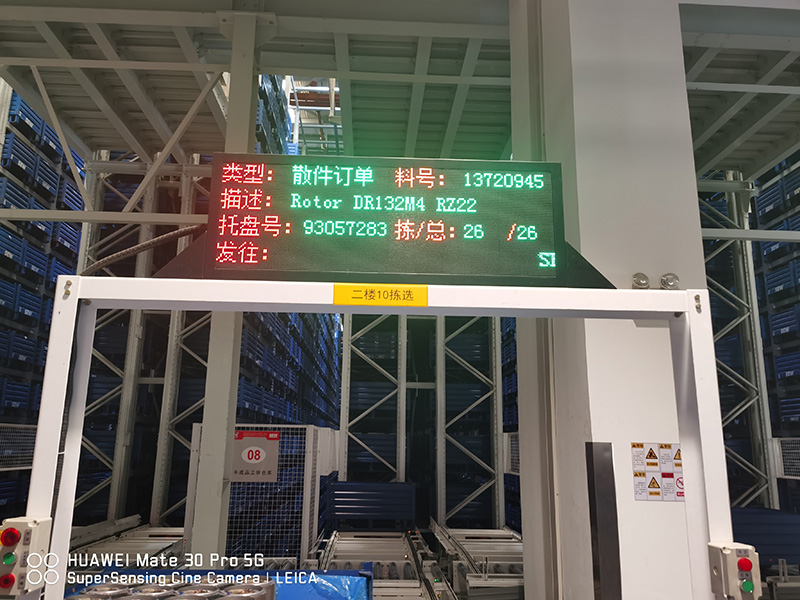 类型： 散件订单 料号： 13720945
描述： Rotor DR132M4 RZ22
托盘号： 93057283 拣/总：26 /26
发往：
二楼10拣选
08
HUAWEI Mate 30 Pro 5G
SuperSensing Cine Camera | LEICA